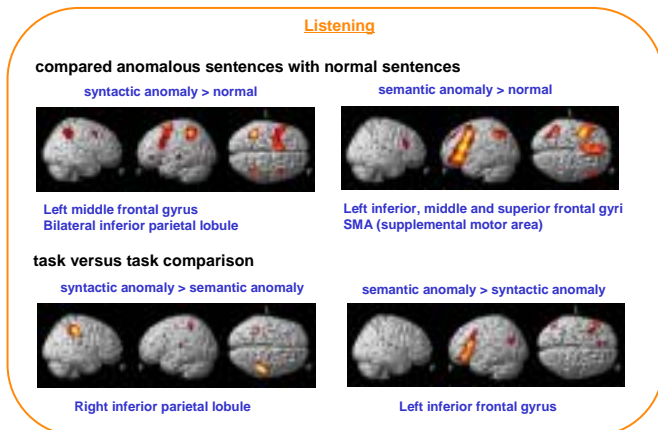 Listening
compared anomalous sentences with normal sentences
syntactic anomaly > normal
semantic anomaly > normal
Left middle frontal gyrus
Bilateral inferior parietal lobule
Left inferior, middle and superior frontal gyri
SMA (supplemental motor area)
task versus task comparison
syntactic anomaly > semantic anomaly
semantic anomaly > syntactic anomaly
Right inferior parietal lobule
Left inferior frontal gyrus